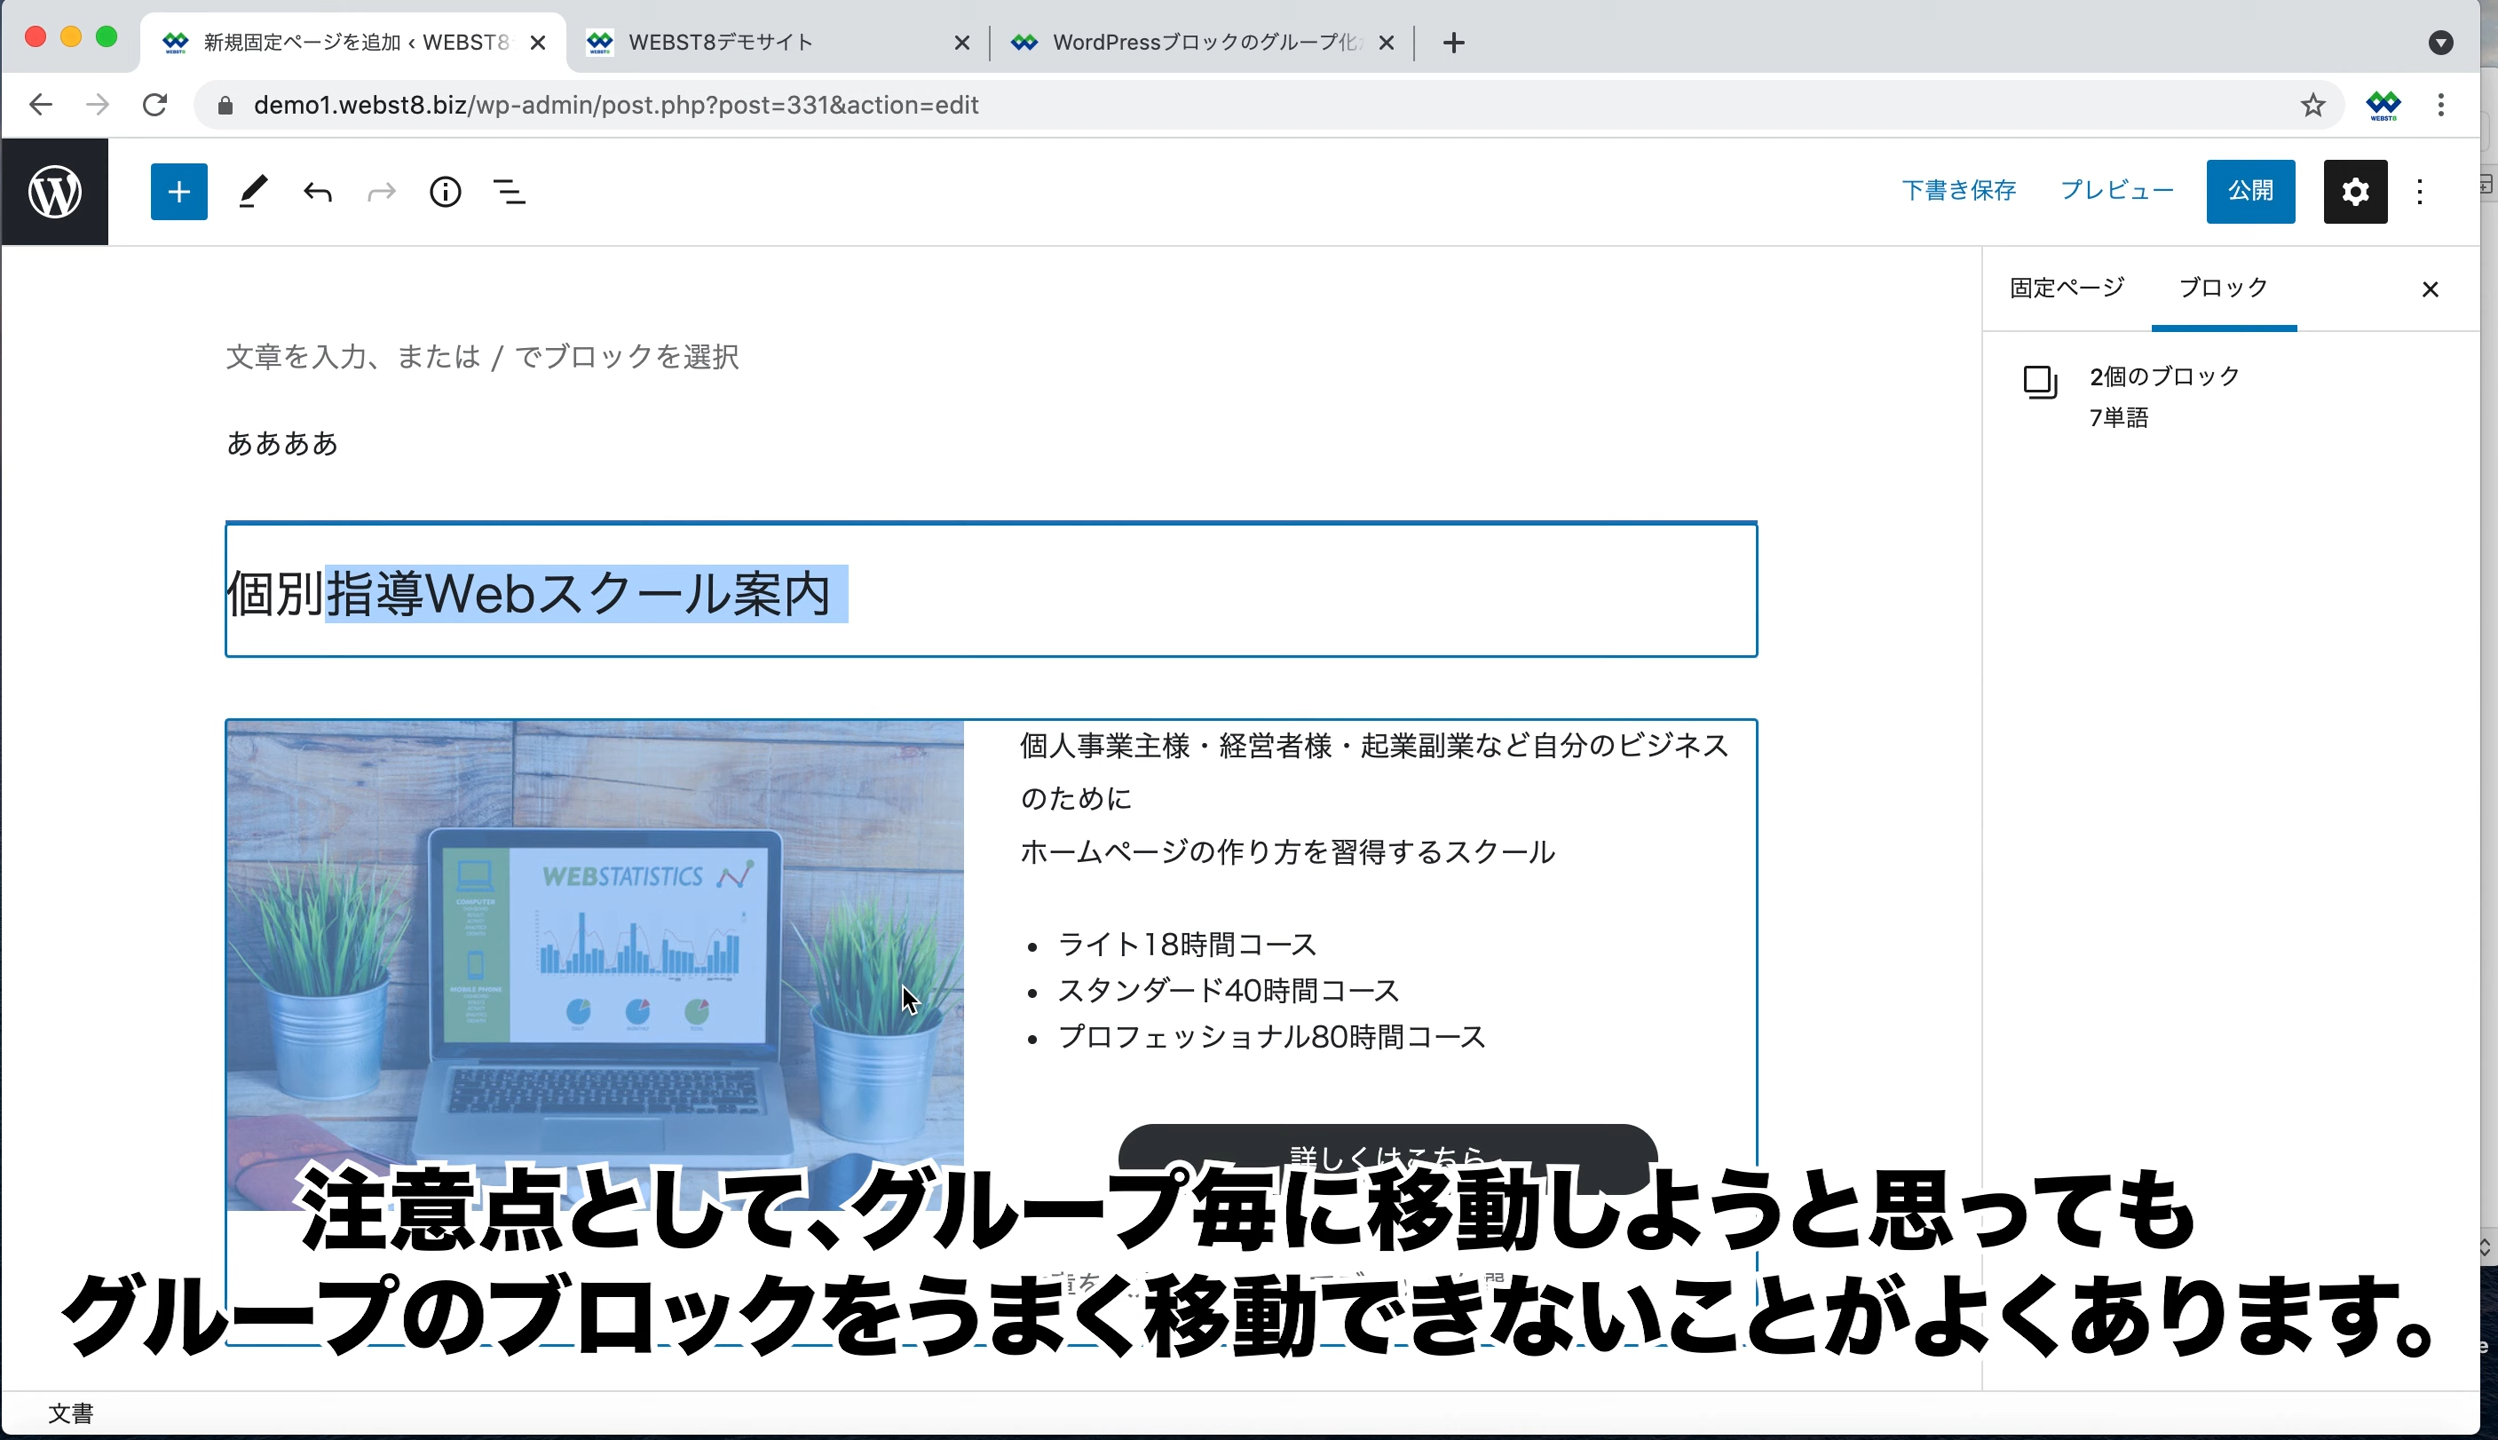 新規固定ページを追加 ‹ WEBST8
WEBST8デモサイト
WordPressブロックのグループ化
demo1.webst8.biz/wp-admin/post.php?post=331&action=edit
下書き保存
プレビュー
公開
固定ページ
ブロック
2個のブロック
7単語
文章を入力、または / でブロックを選択
ああああ
個別指導Webスクール案内
個人事業主様・経営者様・起業副業など自分のビジネス
のために
ホームページの作り方を習得するスクール
WEBSTATISTICS
COMPUTER
MOBILE PHONE
• ライト18時間コース
• スタンダード40時間コース
• プロフェッショナル80時間コース
詳しくはこちら
注意点として、グループ毎に移動しようと思っても
グループのブロックをうまく移動できないことがよくあります。
文書